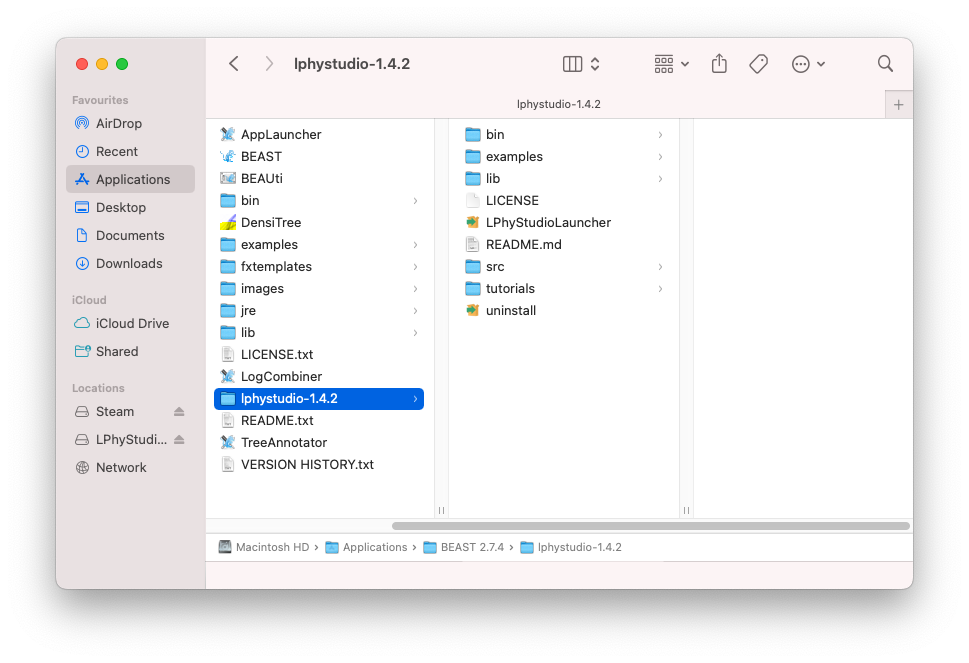 lphystudio-1.4.2
lphystudio-1.4.2
Favourites
AirDrop
Recent
Applications
Desktop
Documents
Downloads
iCloud
iCloud Drive
Shared
Locations
Steam
LPhyStudi...
Network
AppLauncher
BEAST
BEAUti
bin
DensiTree
examples
fxtemplates
images
jre
lib
LICENSE.txt
LogCombiner
lphystudio-1.4.2
README.txt
TreeAnnotator
VERSION HISTORY.txt
bin
examples
lib
LICENSE
LPhyStudioLauncher
README.md
src
tutorials
uninstall
Macintosh HD › Applications › BEAST 2.7.4 › lphystudio-1.4.2